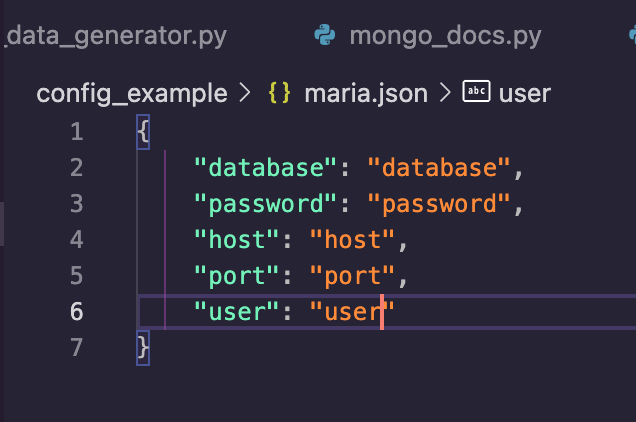 _data_generator.py mongo_docs.py
config_example > {} maria.json > abc user
1 {
2 "database": "database",
3 "password": "password",
4 "host": "host",
5 "port": "port",
6 "user": "user"
7 }